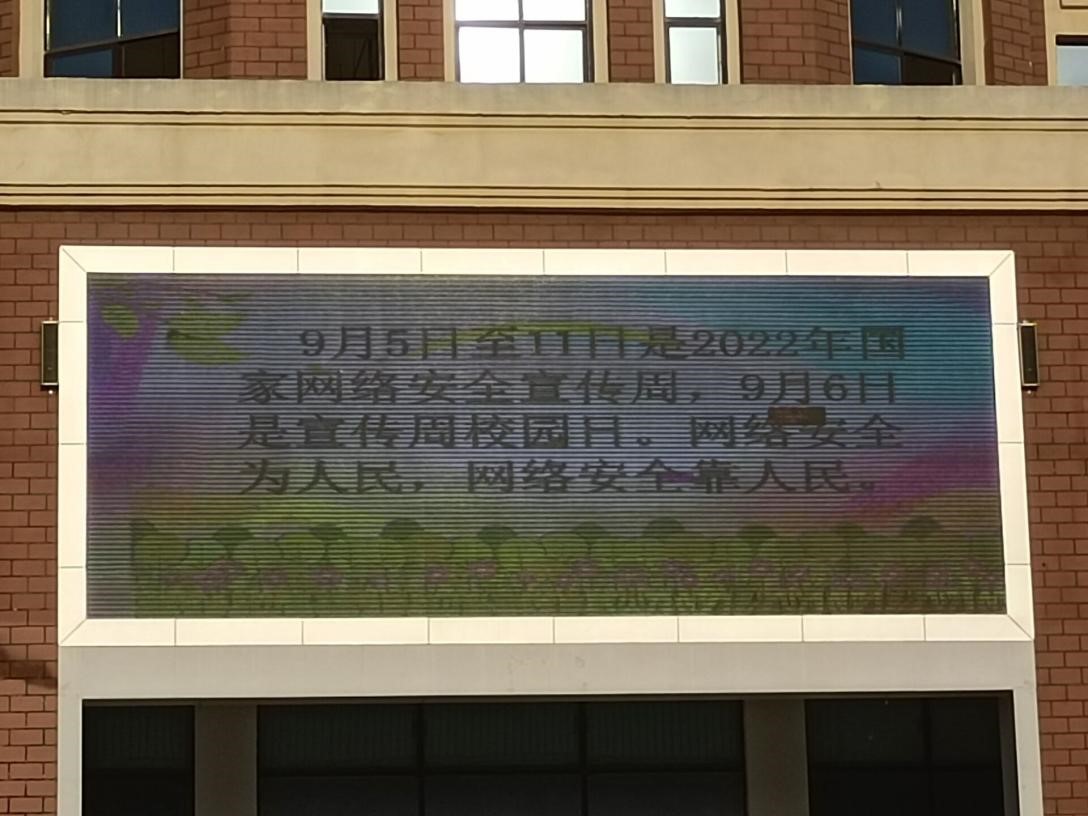 9月5日至11日是2022年国
家网络安全宣传周，9月6日
是宣传周校园日。网络安全
为人民，网络安全靠人民。